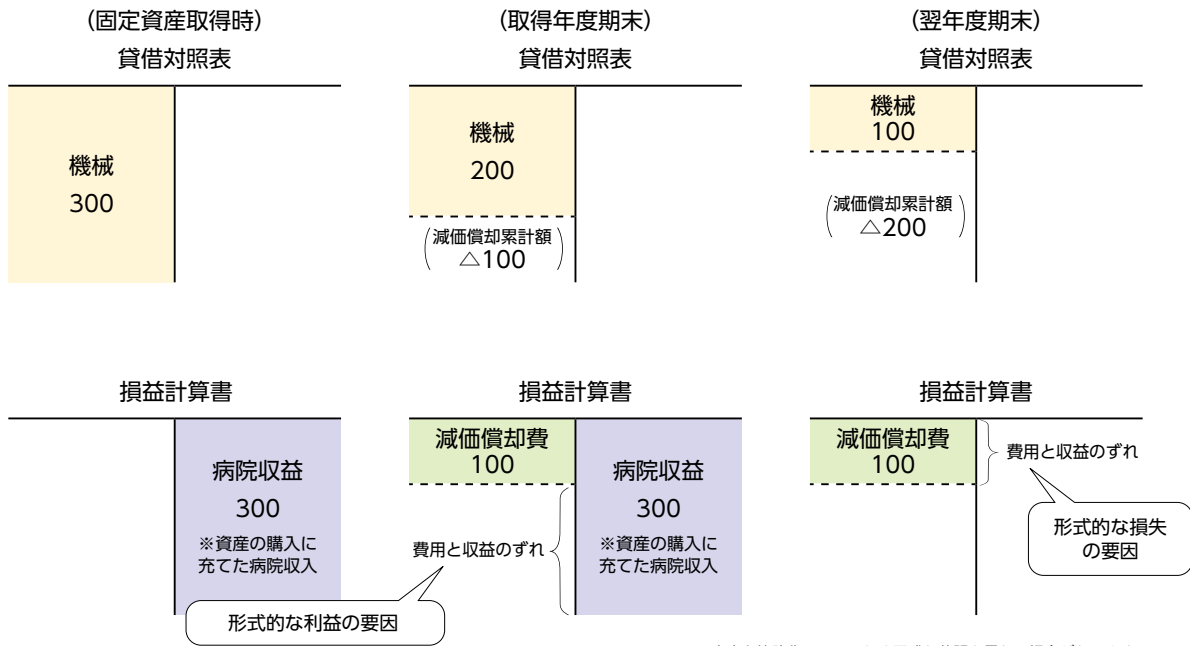 （固定資産取得時）
貸借対照表
機械
300
（取得年度期末）
貸借対照表
機械
200
（減価償却累計額
△100）
（翌年度期末）
貸借対照表
機械
100
（減価償却累計額
△200）
損益計算書
病院収益
300
※資産の購入に
充てた病院収入
損益計算書
減価償却費
100
病院収益
300
※資産の購入に
充てた病院収入
費用と収益のずれ
形式的な利益の要因
損益計算書
減価償却費
100
費用と収益のずれ
形式的な損失
の要因